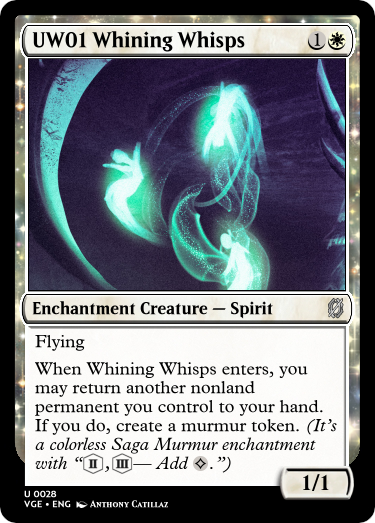 UW01 Whining Whisps 1
Enchantment Creature — Spirit
Flying
When Whining Whisps enters, you
may return another nonland
permanent you control to your hand.
If you do, create a murmur token. (It's
a colorless Saga Murmur enchantment
with “II, III— Add C.”)
1/1
U 0028
VGE • ENG Anthony Catillaz